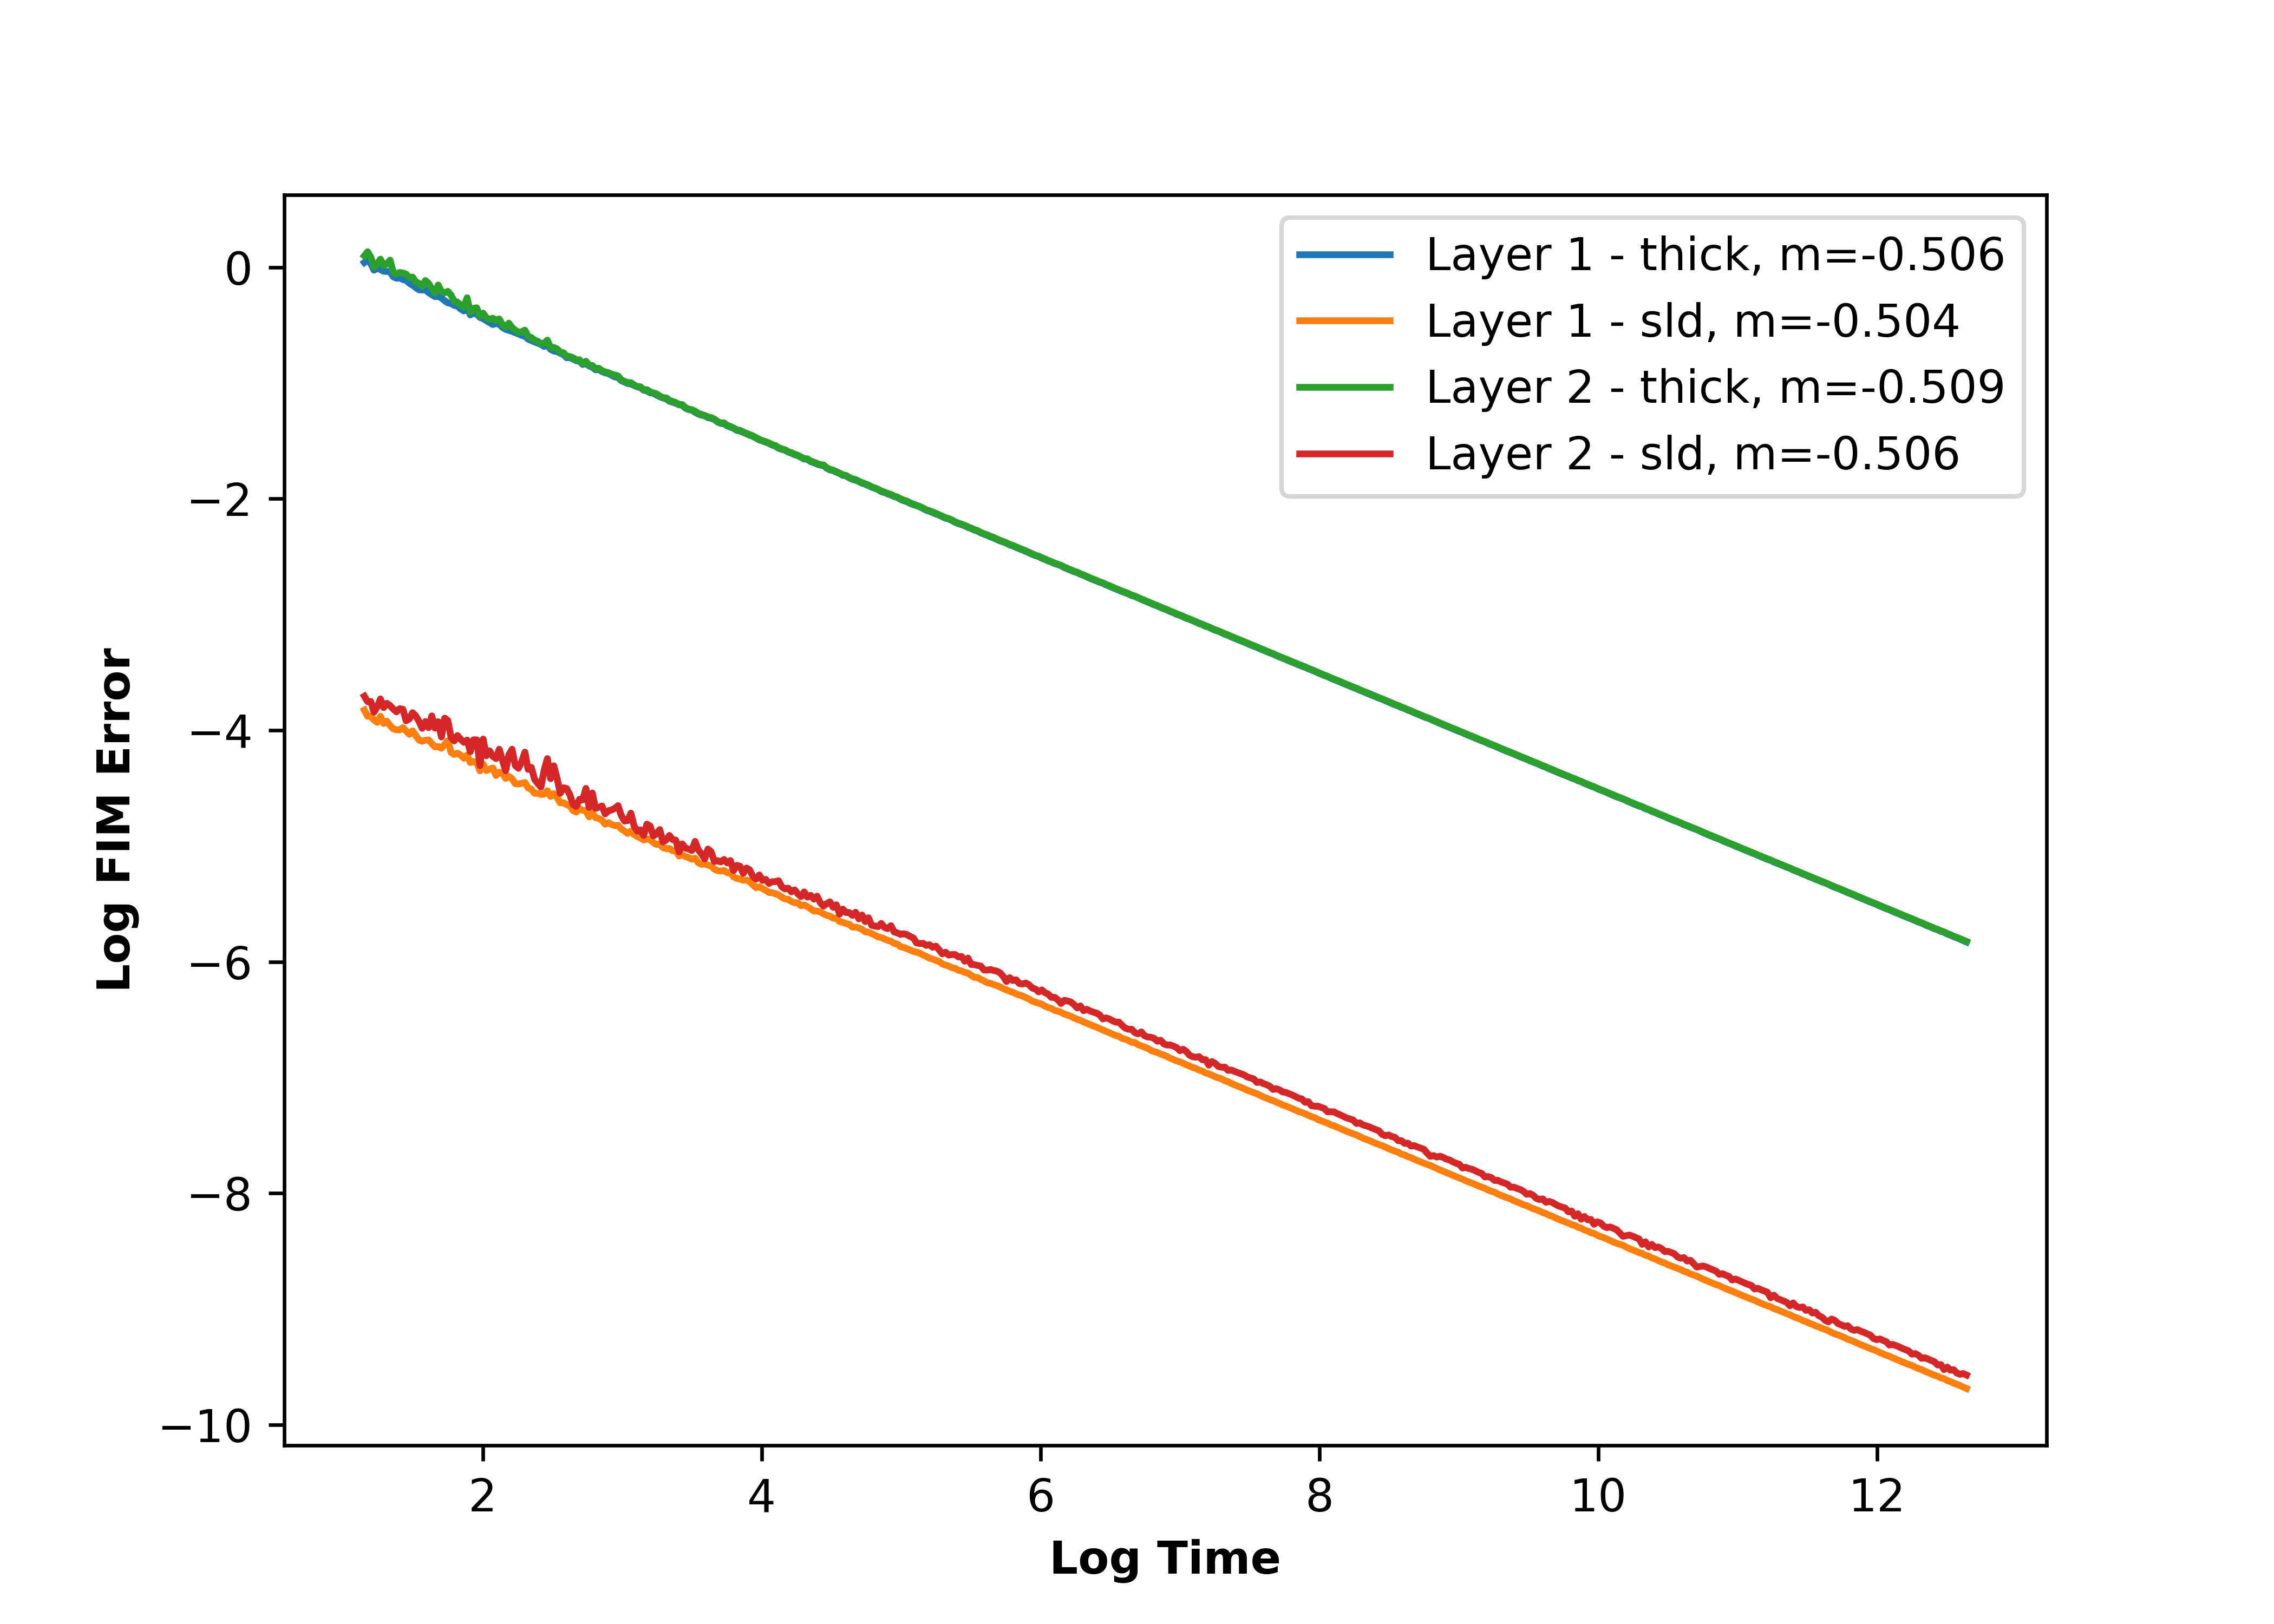 Layer 1 - thick, m=-0.506
Layer 1 - sld, m=-0.504
Layer 2 - thick, m=-0.509
Layer 2 - sld, m=-0.506
0
−2
−4
−6
−8
−10
Log FIM Error
2 4 6 8 10 12
Log Time